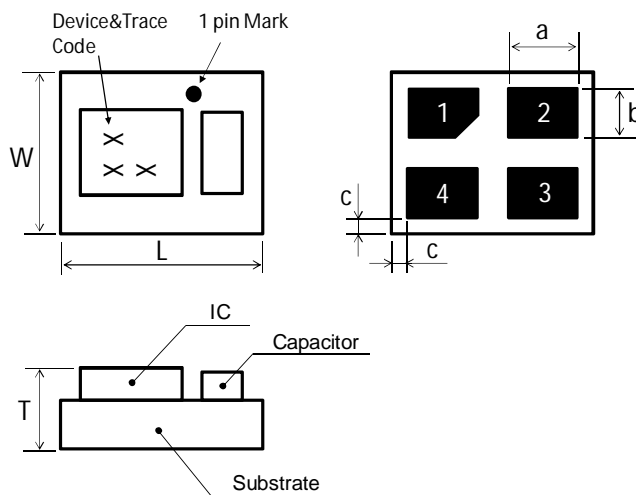 Device&Trace
Code
1 pin Mark
W
L
a
b
1
2
4
3
C
C
IC
Capacitor
T
Substrate